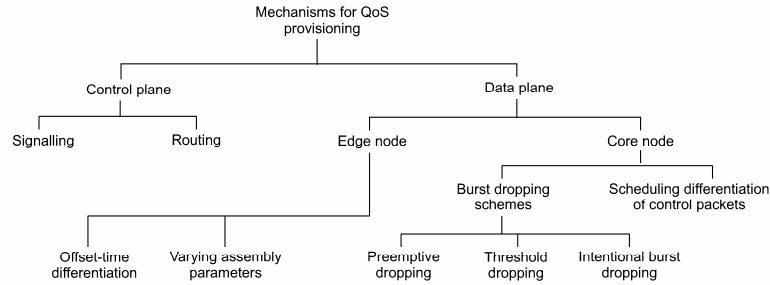 Mechanisms for QoS
provisioning
Control plane
Data plane
Signalling
Routing
Edge node
Core node
Burst dropping
schemes
Scheduling differentiation
of control packets
Offset-time
differentiation
Varying assembly
parameters
Preemptive
dropping
Threshold
dropping
Intentional burst
dropping